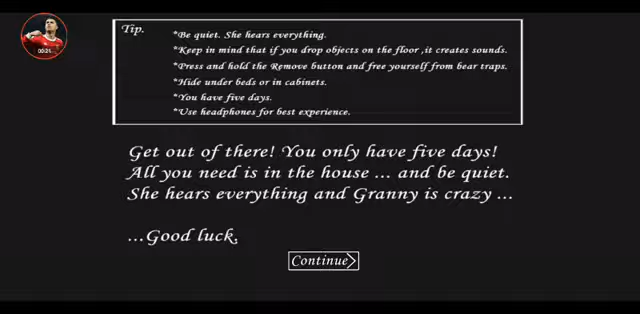 00:21
Tip.
*Be quiet. She hears everything.
*Keep in mind that if you drop objects on the floor ,it creates sounds.
*Press and hold the Remove button and free yourself from bear traps.
*Hide under beds or in cabinets.
*You have five days.
*Use headphones for best experience.
Get out of there! You only have five days!
All you need is in the house ... and be quiet.
She hears everything and Granny is crazy ...
...Good luck.
Continue